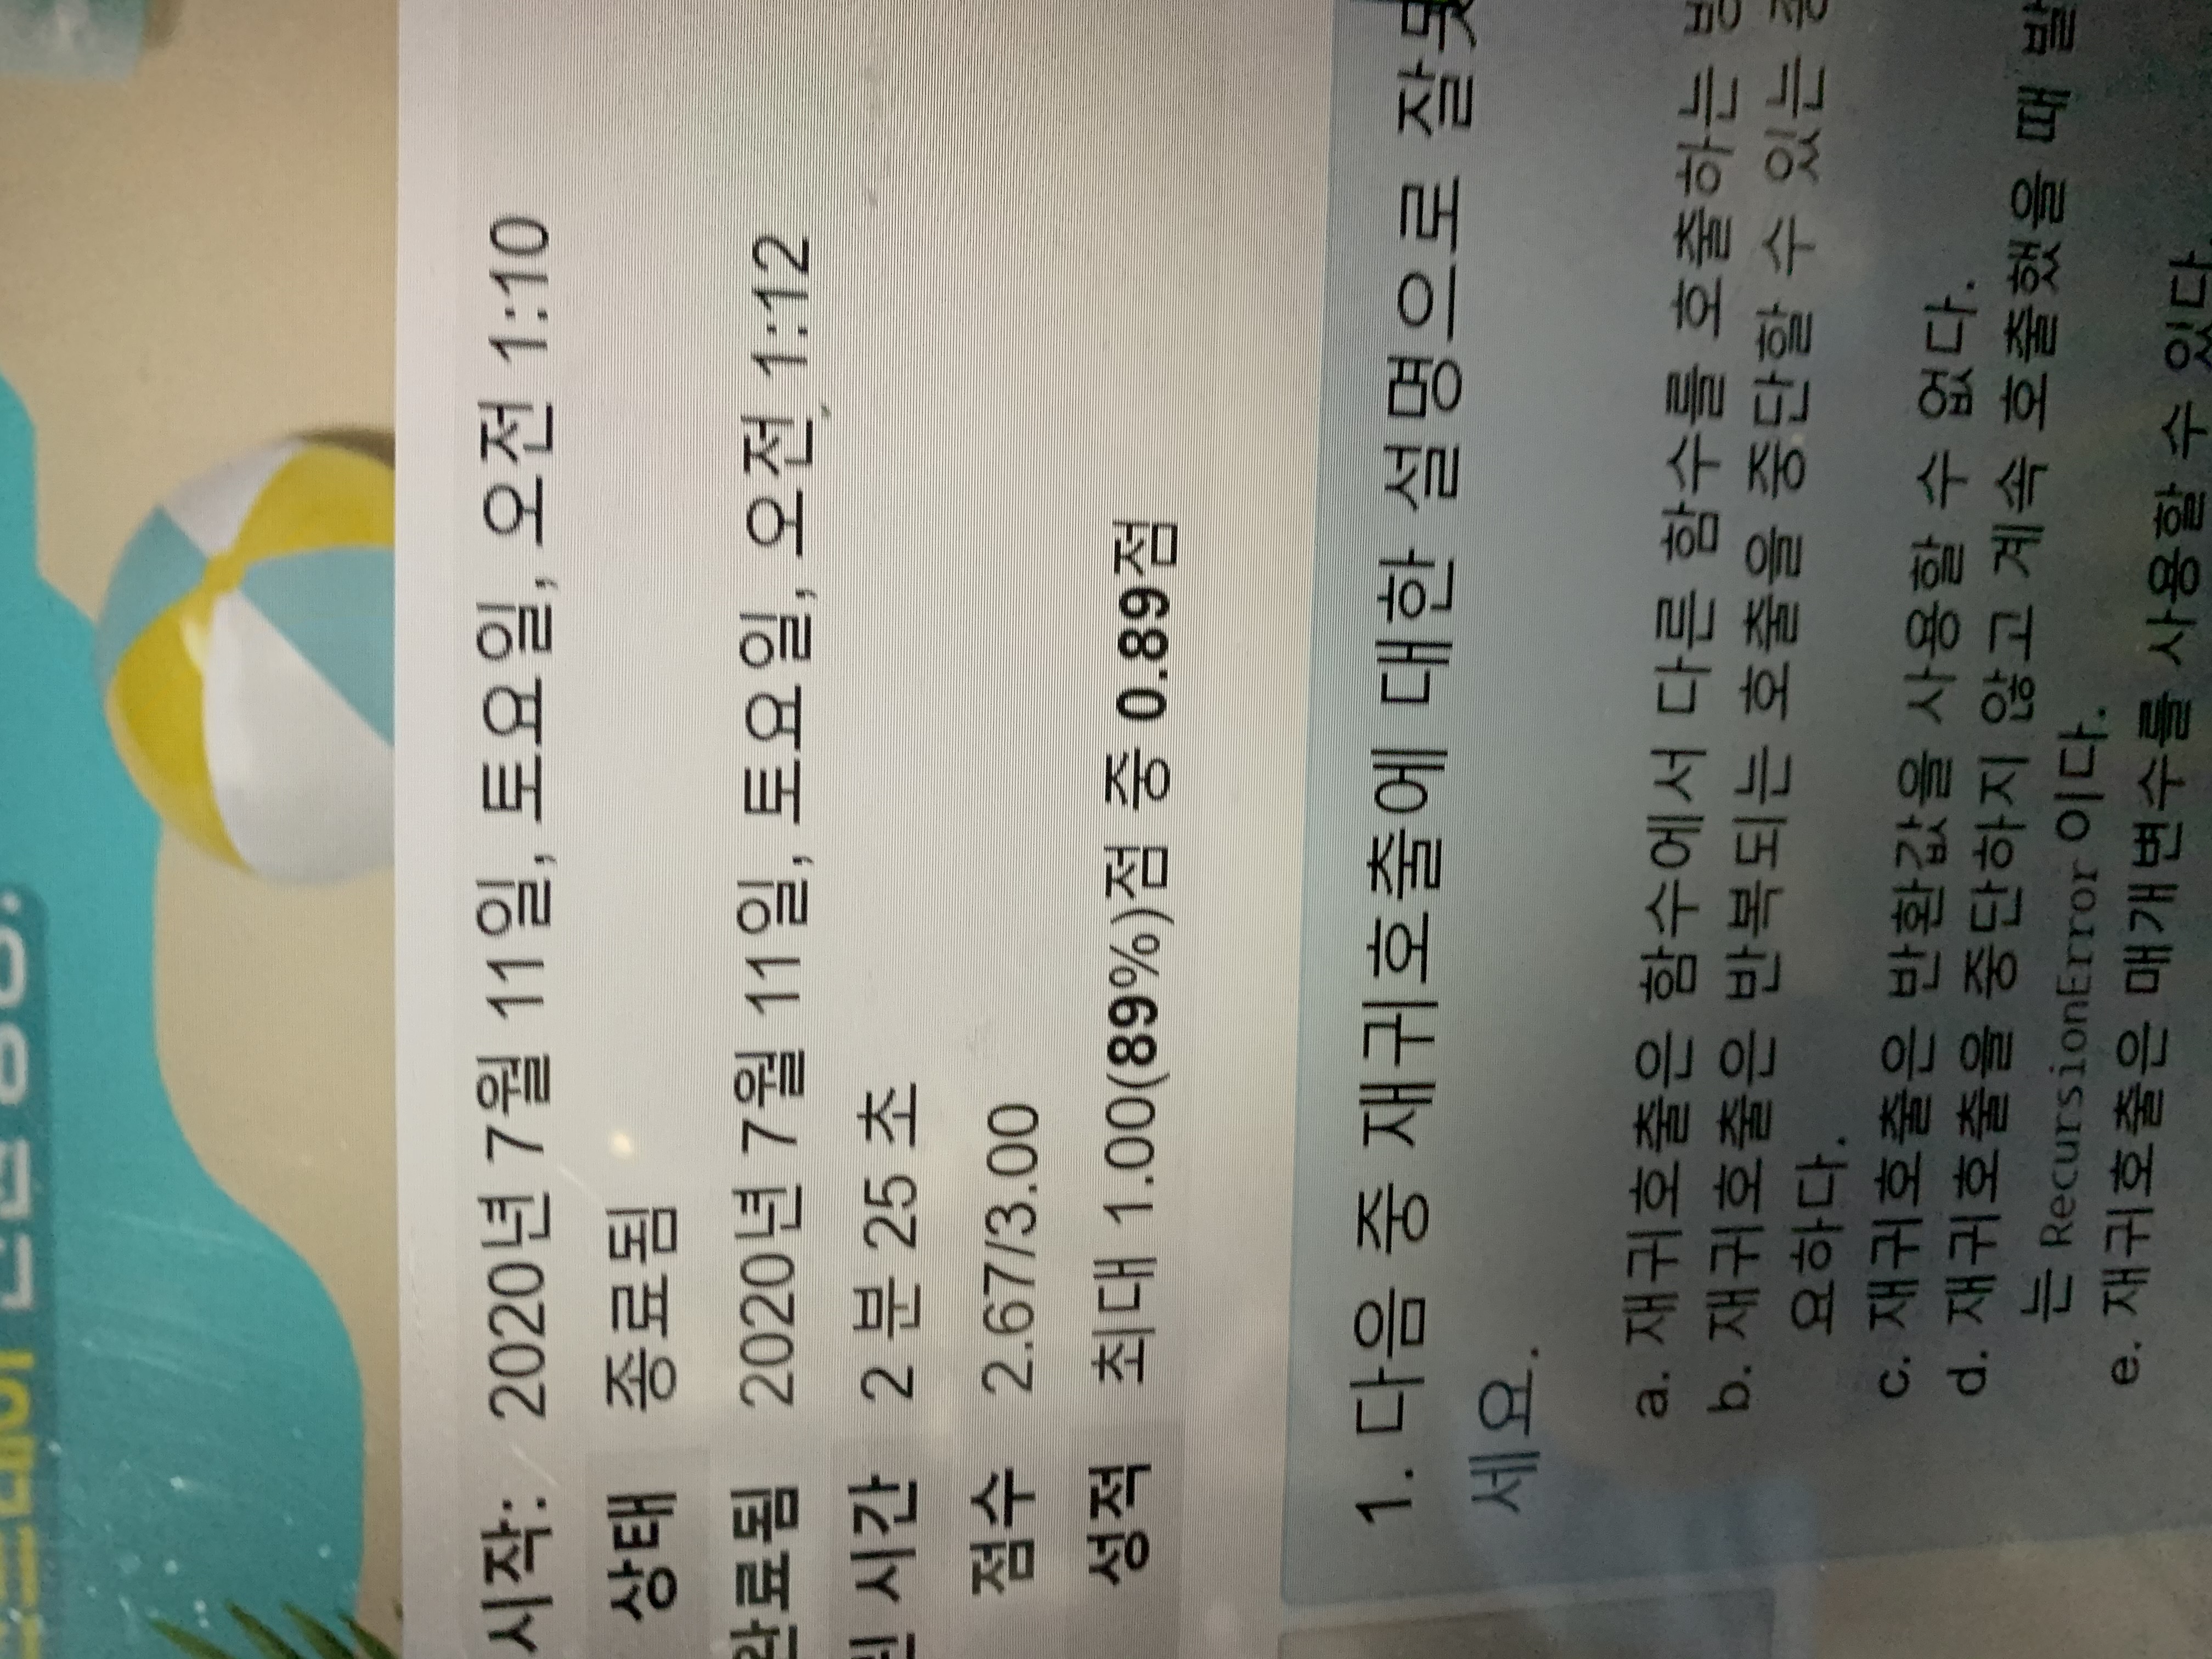 시작: 2020년 7월 11일, 토요일, 오전 1:10
상태 종료됨
완료됨 2020년 7월 11일, 토요일, 오전 1:12
시간 2 분 25 초
점수 2.67/3.00
성적 최대 1.00(89%)점 중 0.89점
1. 다음 중 재귀호출에 대한 설명으로
세요.
a. 재귀호출은 함수에서 다른 함수를 호출하는
b. 재귀호출은 반복되는 호출을 중단할 수 있는
요하다.
c. 재귀호출은 반환값을 사용할 수 없다.
d. 재귀호출을 중단하지 않고 계속 호출했을 때
는 RecursionError 이다.
e. 재귀호출은 매개변수를 사용할 수 있다.